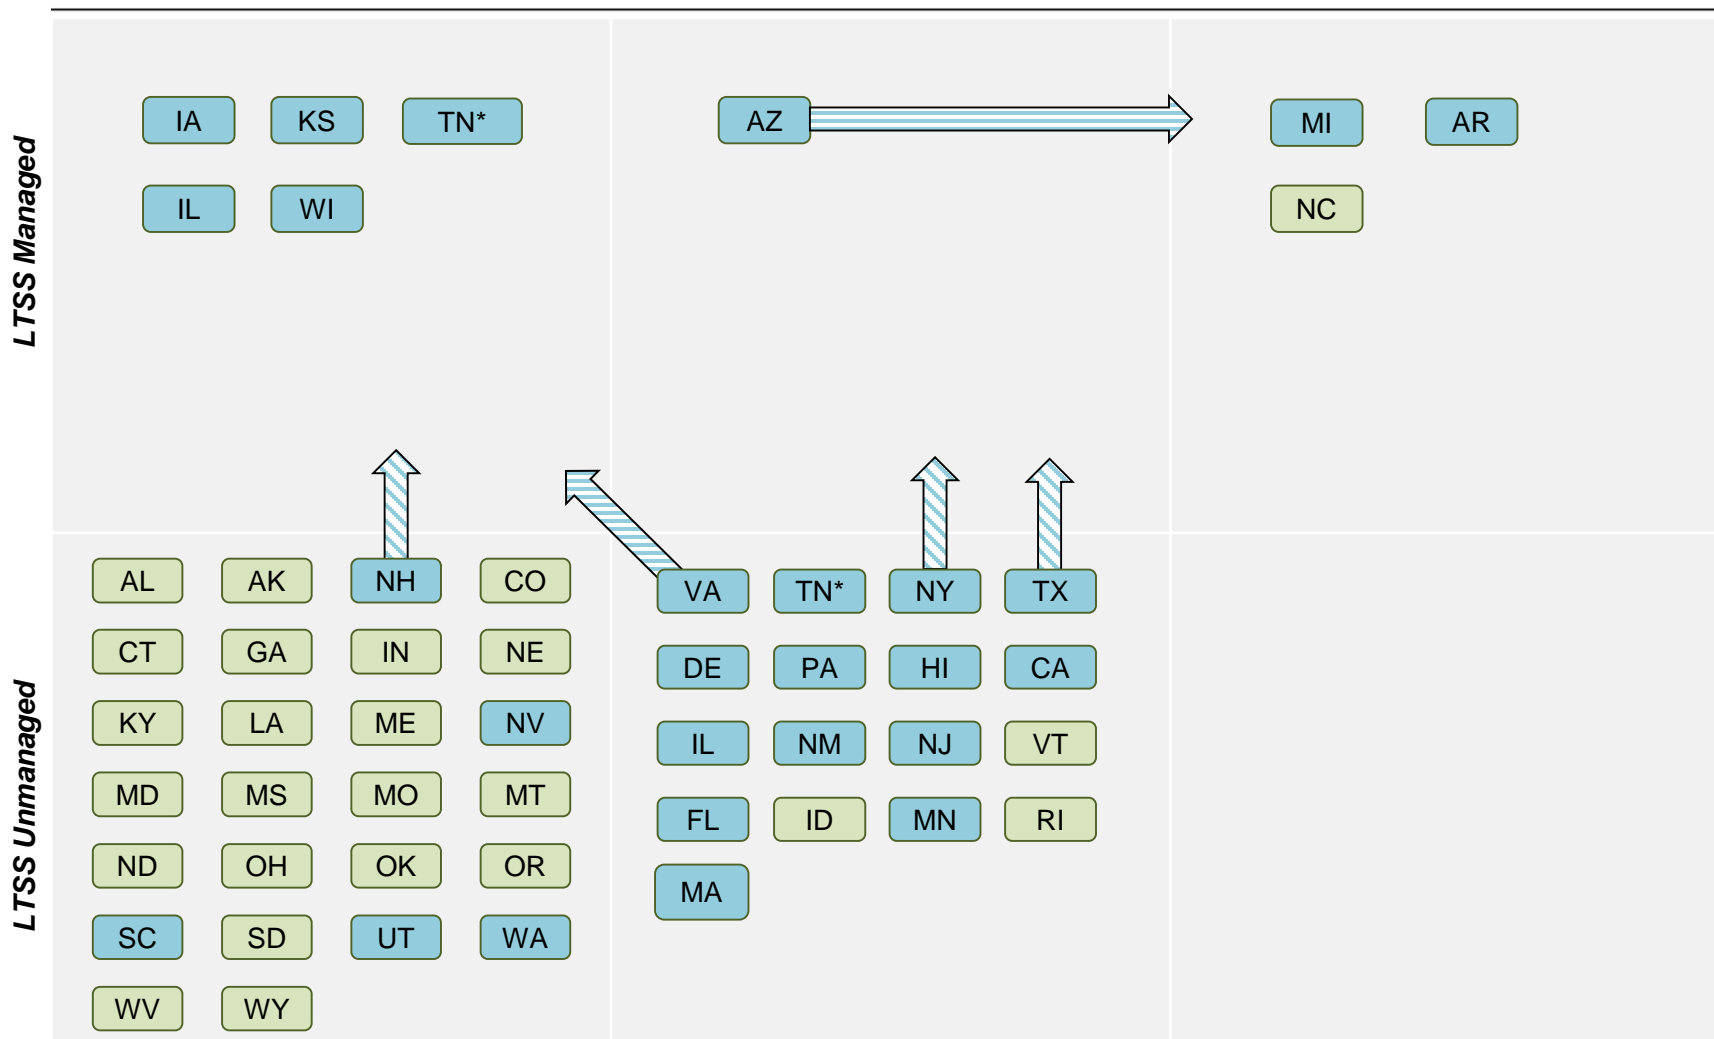 LTSS Managed
IA KS TN* AZ MI AR
IL WI NC
LTSS Unmanaged
AL AK NH CO
CT GA IN NE
KY LA ME NV
MD MS MO MT
ND OH OK OR
SC SD UT WA
WV WY
VA TN* NY TX
DE PA HI CA
IL NM NJ VT
FL ID MN RI
MA